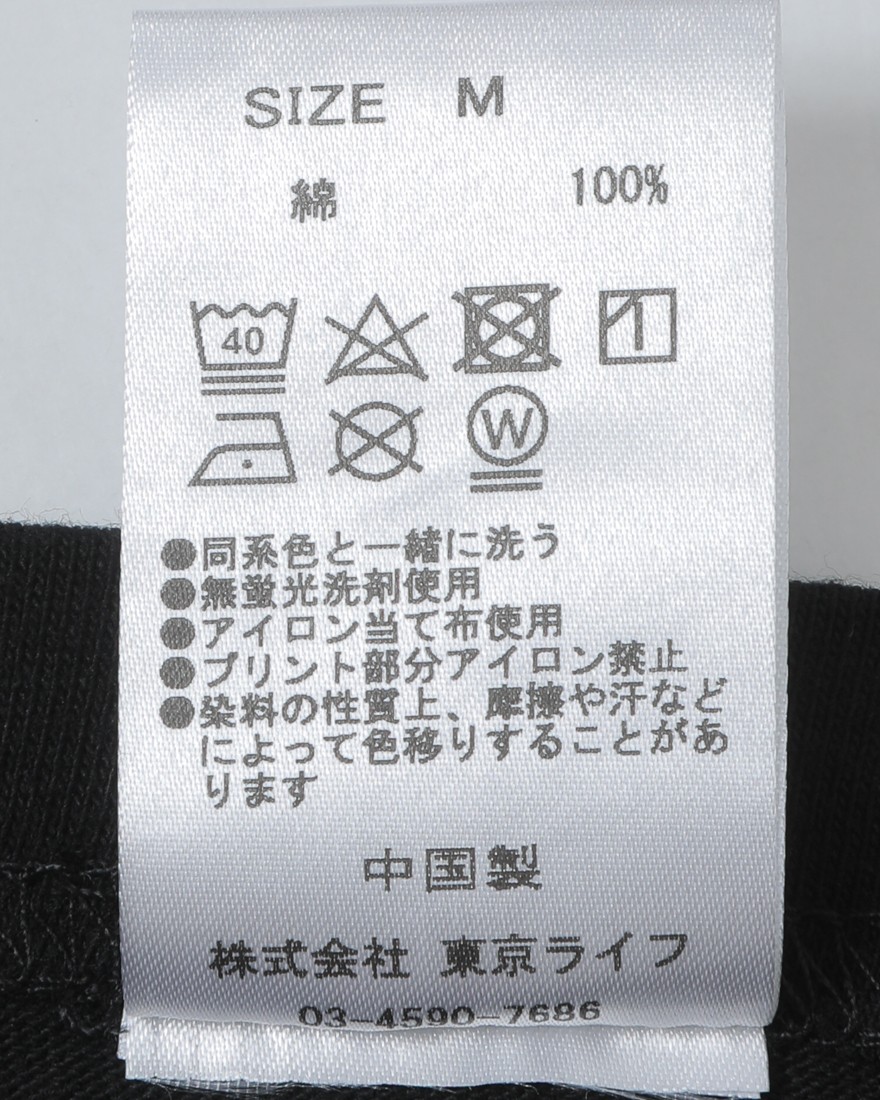 SIZE M
綿 100%
40
W
●同系色と一緒に洗う
●無蛍光洗剤使用
●アイロン当て布使用
●プリント部分アイロン禁止
●染料の性質上、摩擦や汗など
によって色移りすることがあ
ります
中国製
株式会社 東京ライフ
03-4590-7686